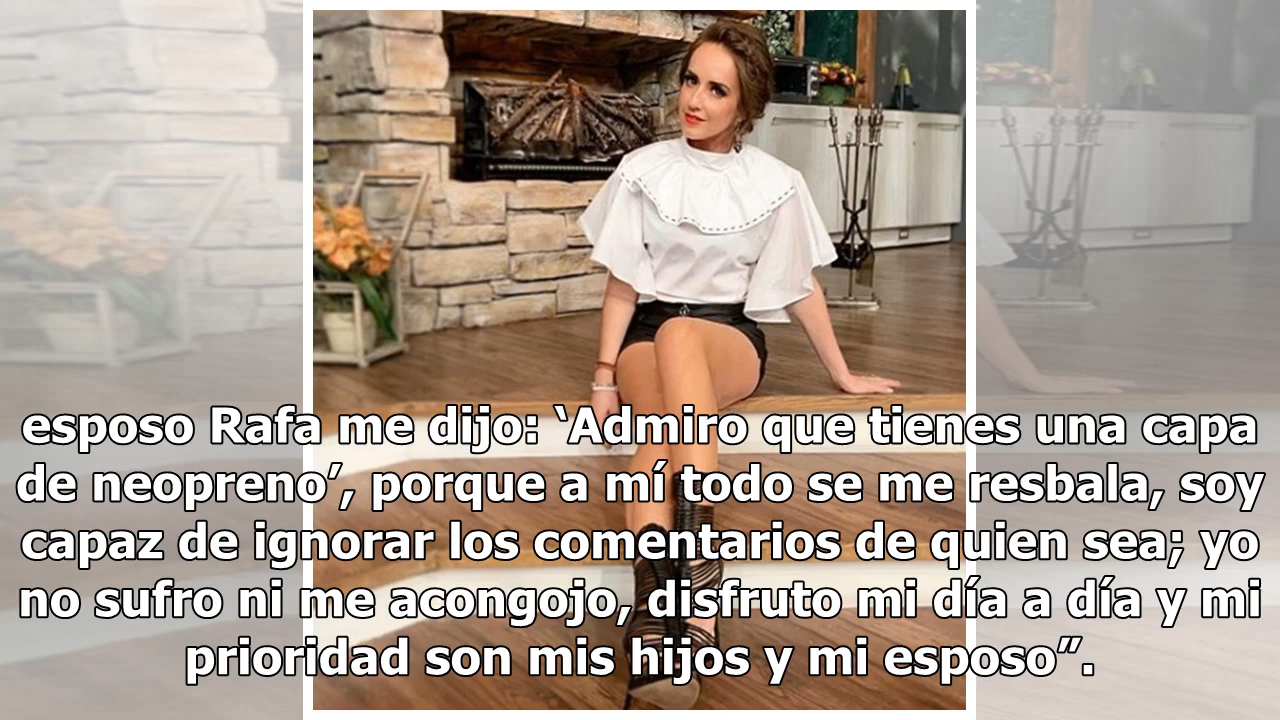 esposo Rafa me dijo: ‘Admiro que tienes una capa
de neopreno’, porque a mí todo se me resbala, soy
capaz de ignorar los comentarios de quien sea; yo
no sufro ni me acongojo, disfruto mi día a día y mi
prioridad son mis hijos y mi esposo”.